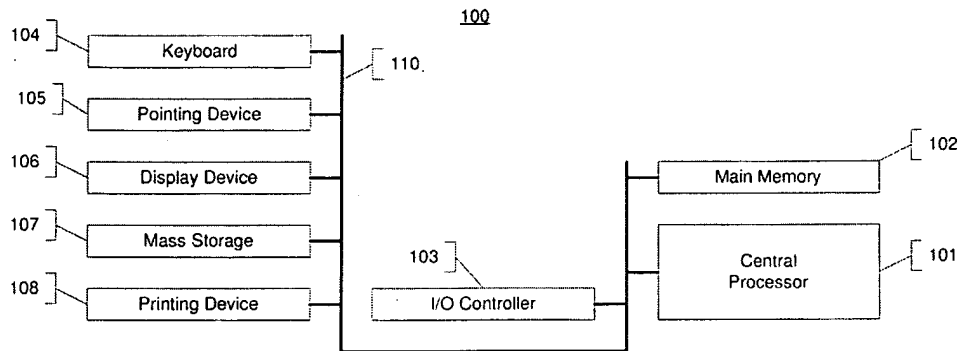 100
104
Keyboard
110
105
Pointing Device
106
Display Device
102
Main Memory
107
Mass Storage
103
101
Central
Processor
108
Printing Device
I/O Controller